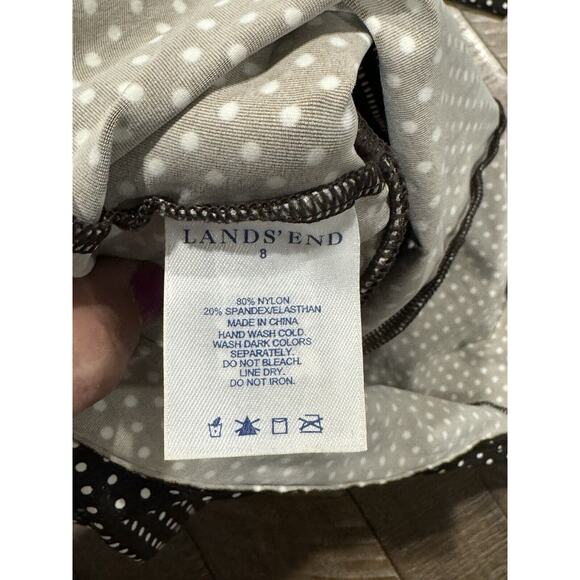 LANDS' END
8
80% NYLON
20% SPANDEX/ELASTHAN
MADE IN CHINA
HAND WASH COLD.
WASH DARK COLORS
SEPARATELY.
DO NOT BLEACH.
LINE DRY.
DO NOT IRON.